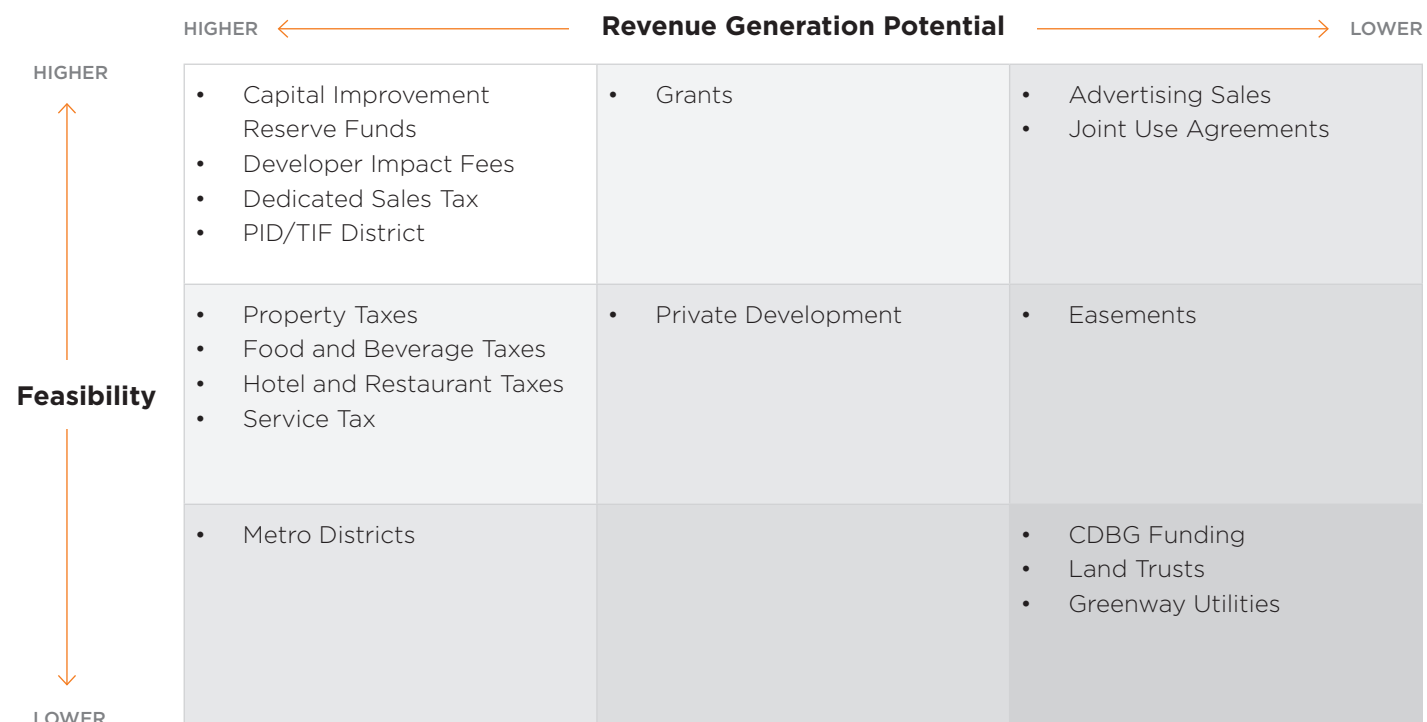 HIGHER Revenue Generation Potential LOWER
HIGHER
• Capital Improvement
Reserve Funds
• Developer Impact Fees
• Dedicated Sales Tax
• PID/TIF District
• Grants
• Advertising Sales
• Joint Use Agreements
Feasibility
• Property Taxes
• Food and Beverage Taxes
• Hotel and Restaurant Taxes
• Service Tax
• Private Development
• Easements
• Metro Districts
• CDBG Funding
• Land Trusts
• Greenway Utilities
LOWER